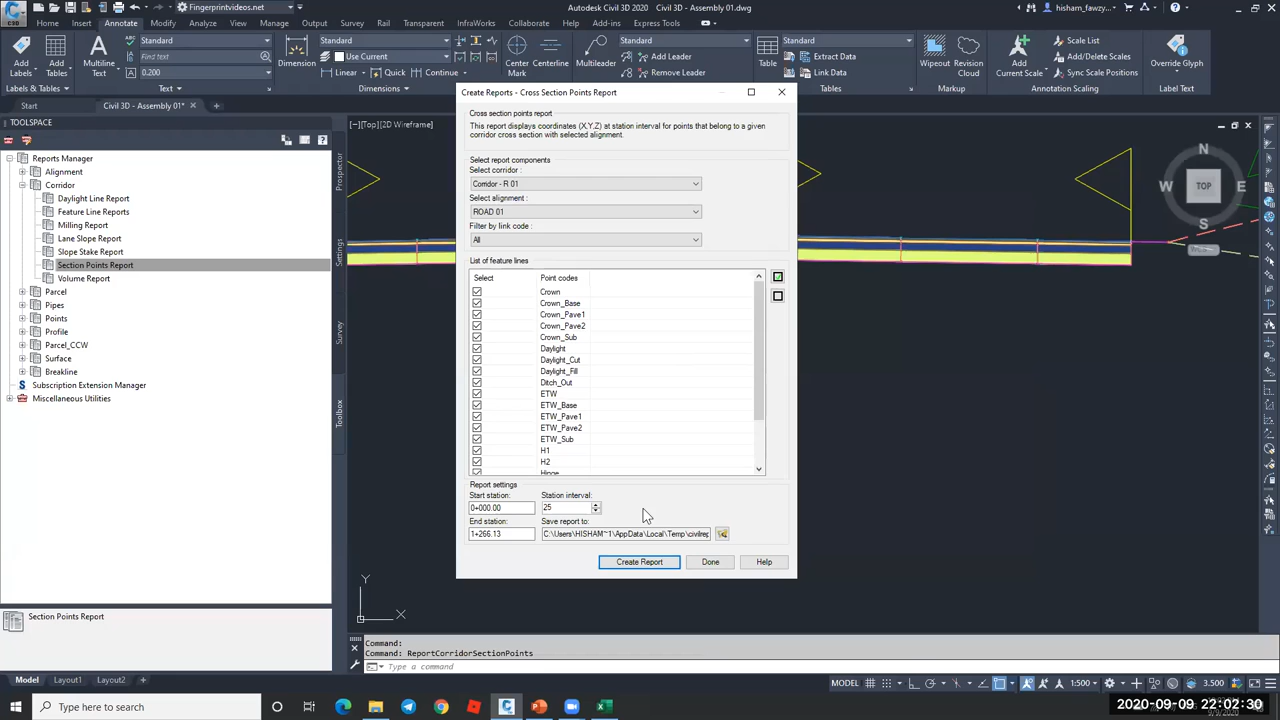 C3D
Fingerprintvideos.net
Autodesk Civil 3D 2020
Civil 3D - Assembly 01.dwg
hisham_fawzy...
Home
Insert
Annotate
Modify
Analyze
View
Manage
Output
Survey
Rail
Transparent
InfraWorks
Collaborate
Help
Add-ins
Express Tools
Add
Labels
Add
Tables
Multiline
Text
Standard
Find text
0.200
Dimension
Standard
Use Current
Linear
Quick
Continue
Center
Mark
Centerline
Multileader
Standard
Add Leader
Remove Leader
Table
Standard
Extract Data
Link Data
Wipeout
Revision
Cloud
Add
Current Scale
Scale List
Add/Delete Scales
Sync Scale Positions
Override Glyph
Labels & Tables
Text
Dimensions
Centerlines
Leaders
Tables
Markup
Annotation Scaling
Label Text
Start
Civil 3D - Assembly 01*
TOOLSPACE
Reports Manager
Alignment
Corridor
Daylight Line Report
Feature Line Reports
Milling Report
Lane Slope Report
Slope Stake Report
Section Points Report
Volume Report
Parcel
Pipes
Points
Profile
Parcel_CCW
Surface
Breakline
Subscription Extension Manager
Miscellaneous Utilities
Section Points Report
Prospector
Settings
Survey
Toolbox
[−][Top][2D Wireframe]
N
W
TOP
E
S
Create Reports - Cross Section Points Report
Cross section points report
This report displays coordinates (X,Y,Z) at station interval for points that belong to a given
corridor cross section with selected alignment.
Select report components
Select corridor :
Corridor - R 01
Select alignment :
ROAD 01
Filter by link code :
All
List of feature lines
Select
Point codes
Crown
Crown_Base
Crown_Pave1
Crown_Pave2
Crown_Sub
Daylight
Daylight_Cut
Daylight_Fill
Ditch_Out
ETW
ETW_Base
ETW_Pave1
ETW_Pave2
ETW_Sub
H1
H2
Hinge
Report settings
Start station:
Station interval:
0+000.00
25
End station:
Save report to:
1+266.13
C:\Users\HISHAM~1\AppData\Local\Temp\civilrep
Create Report
Done
Help
Y
X
Command:
Command: ReportCorridorSectionPoints
Type a command
Model
Layout1
Layout2
MODEL
1:500
3.500
Type here to search
2020-09-09 22:02:30